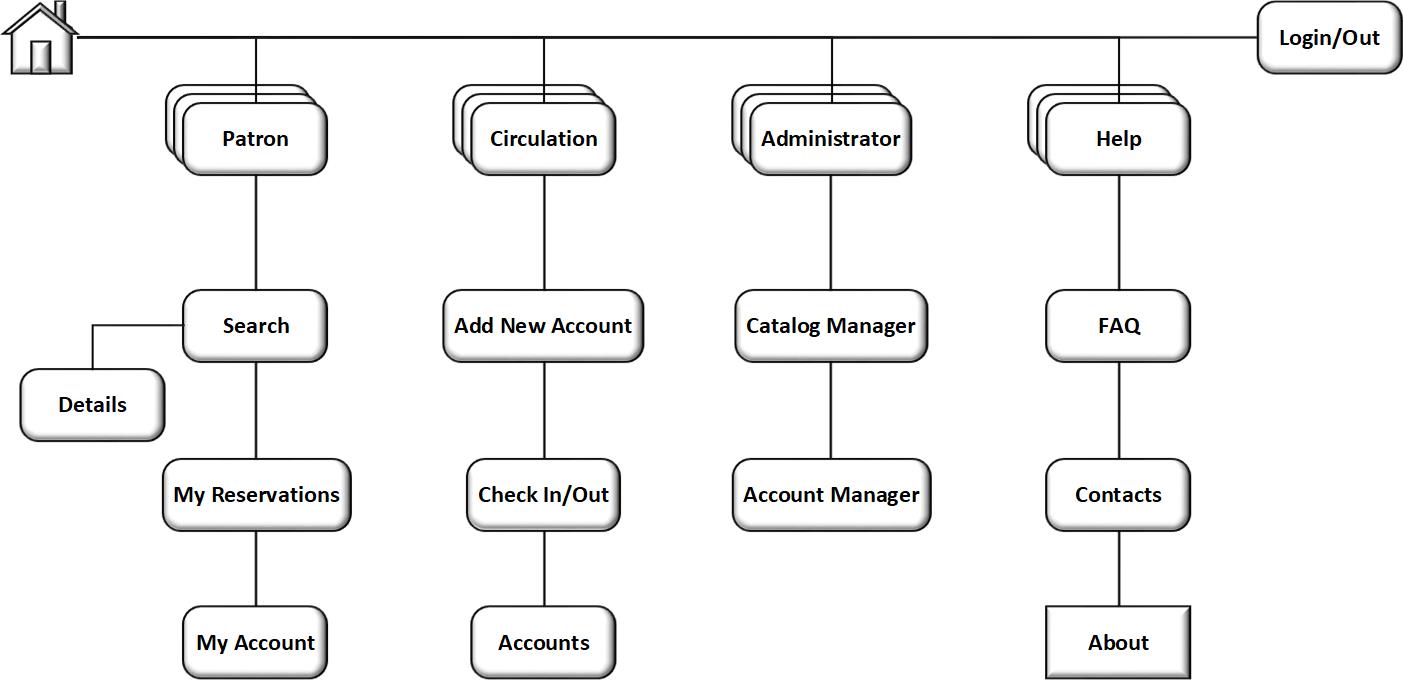 Login/Out
Patron
Circulation
Administrator
Help
Search
Add New Account
Catalog Manager
FAQ
Details
My Reservations
Check In/Out
Account Manager
Contacts
My Account
Accounts
About